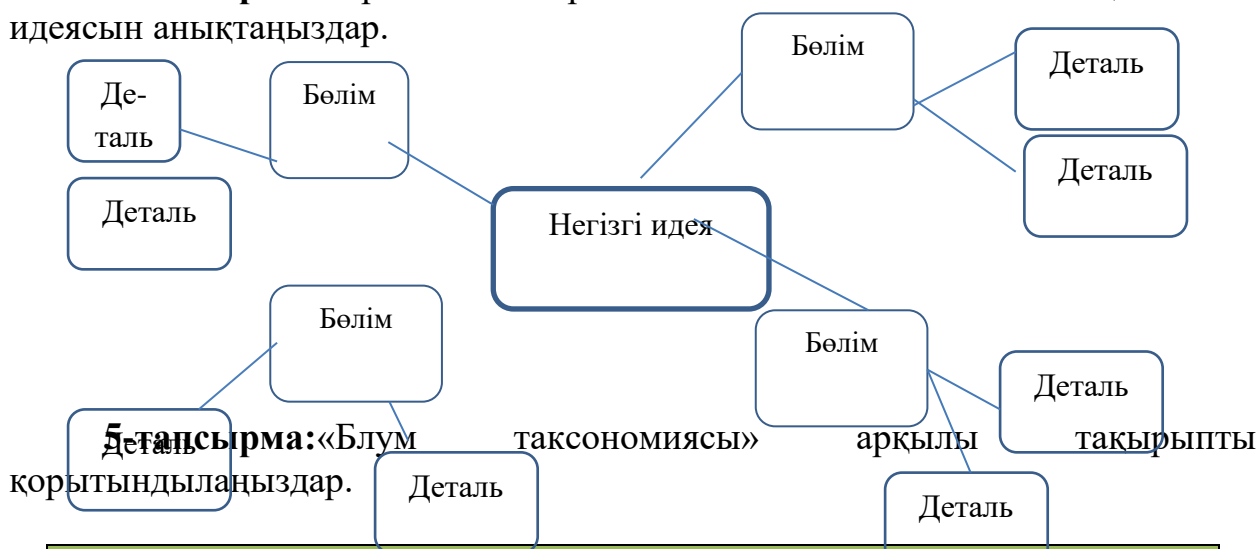 идеясын анықтаңыздар.
Бөлім
Деталь
Де-
таль
Бөлім
Деталь
Деталь
Негізгі идея
Бөлім
Бөлім
Деталь
Деталь
5-тапсырма:«Блум таксономиясы» арқылы тақырыпты
қорытындылаңыздар.
Деталь
Деталь